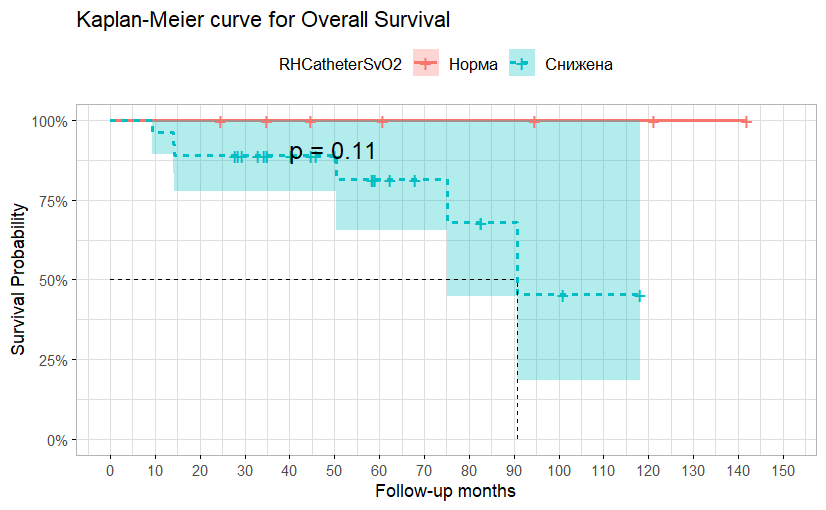 Kaplan-Meier curve for Overall Survival
RHCatheterSvO2 Норма Снижена
Survival Probability
100%
75%
50%
25%
0%
p = 0.11
0 10 20 30 40 50 60 70 80 90 100 110 120 130 140 150
Follow-up months